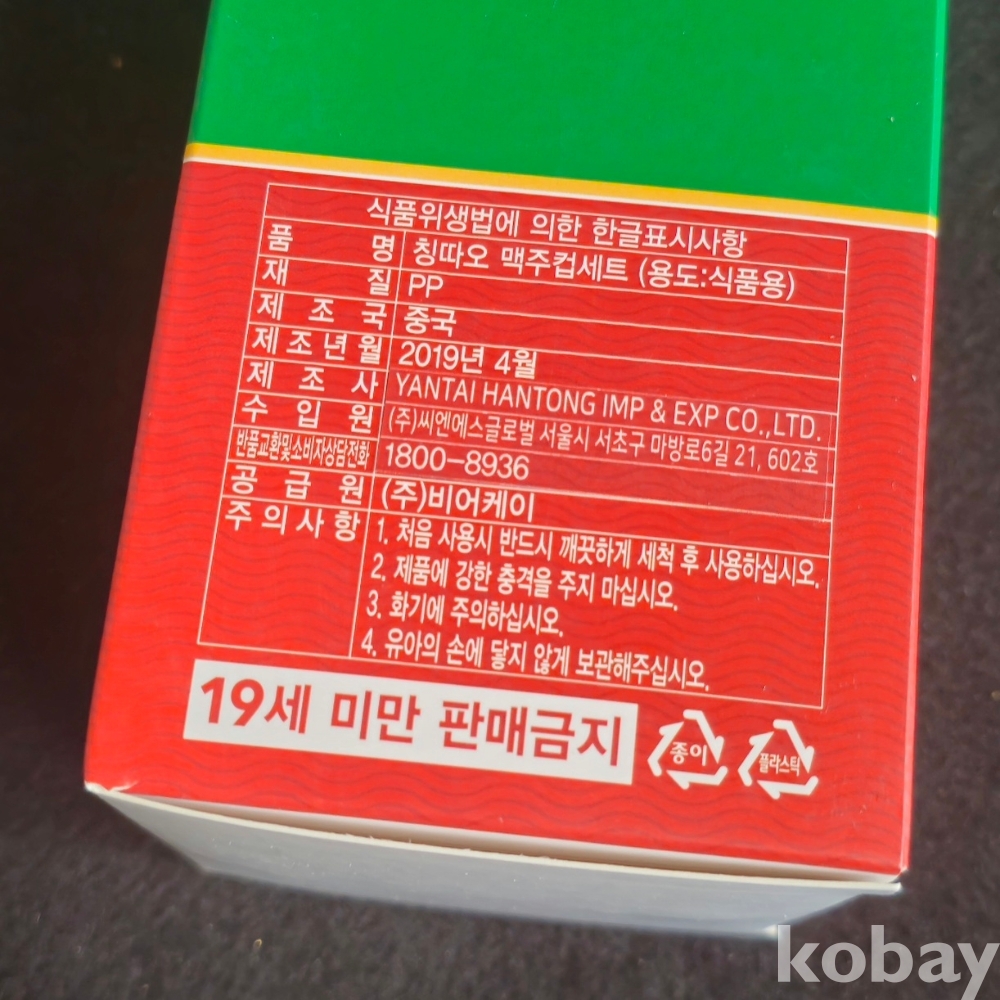 식품위생법에 의한 한글표시사항
품 명 칭따오 맥주컵세트 (용도:식품용)
재 질 PP
제 조 국 중국
제 조 년 월 2019년 4월
제 조 사 YANTAI HANTONG IMP & EXP CO.,LTD.
수 입 원 (주)씨엔에스글로벌 서울시 서초구 마방로6길 21, 602호
반품교환및소비자상담전화 1800-8936
공 급 원 (주)비어케이
주 의 사 항 1. 처음 사용시 반드시 깨끗하게 세척 후 사용하십시오.
2. 제품에 강한 충격을 주지 마십시오.
3. 화기에 주의하십시오.
4. 유아의 손에 닿지 않게 보관해주십시오.
19세 미만 판매금지 종이 플라스틱
kobay